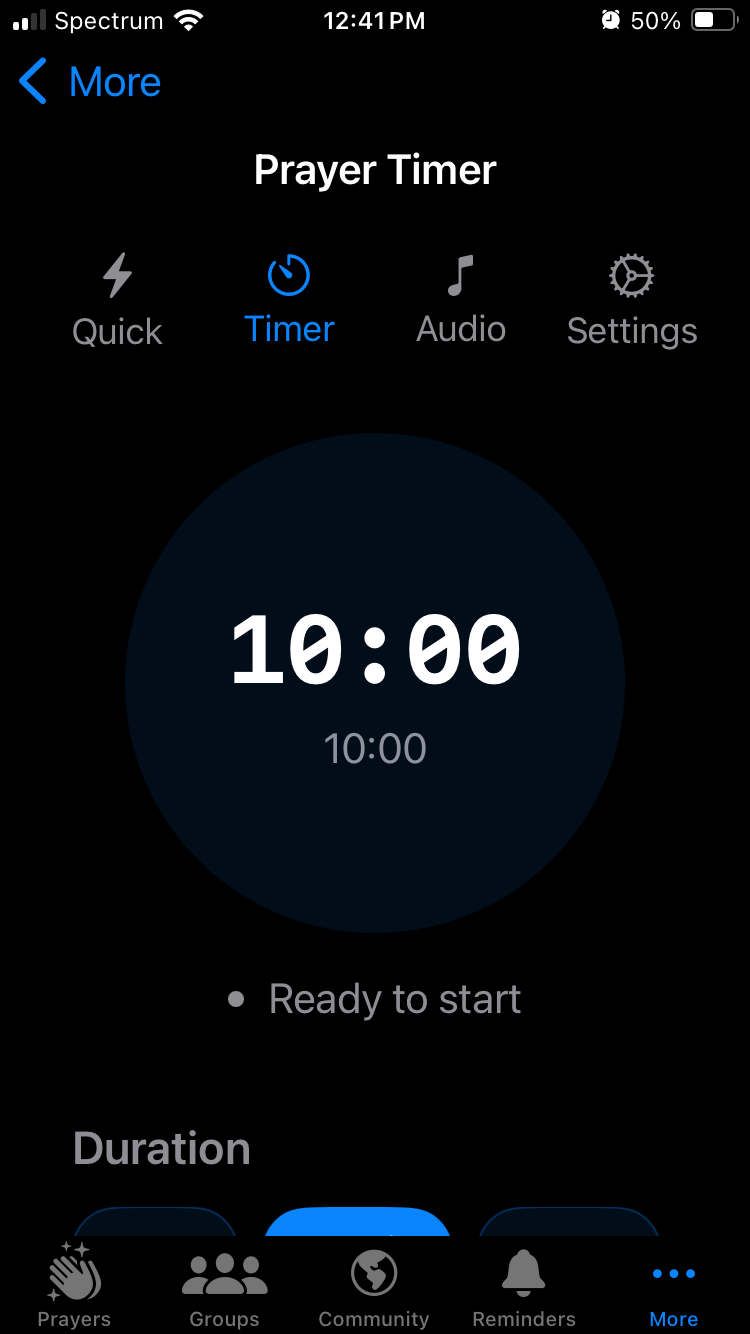 Spectrum 12:41 PM 50%
More
Prayer Timer
Quick Timer Audio Settings
10:00
10:00
Ready to start
Duration
Prayers Groups Community Reminders More